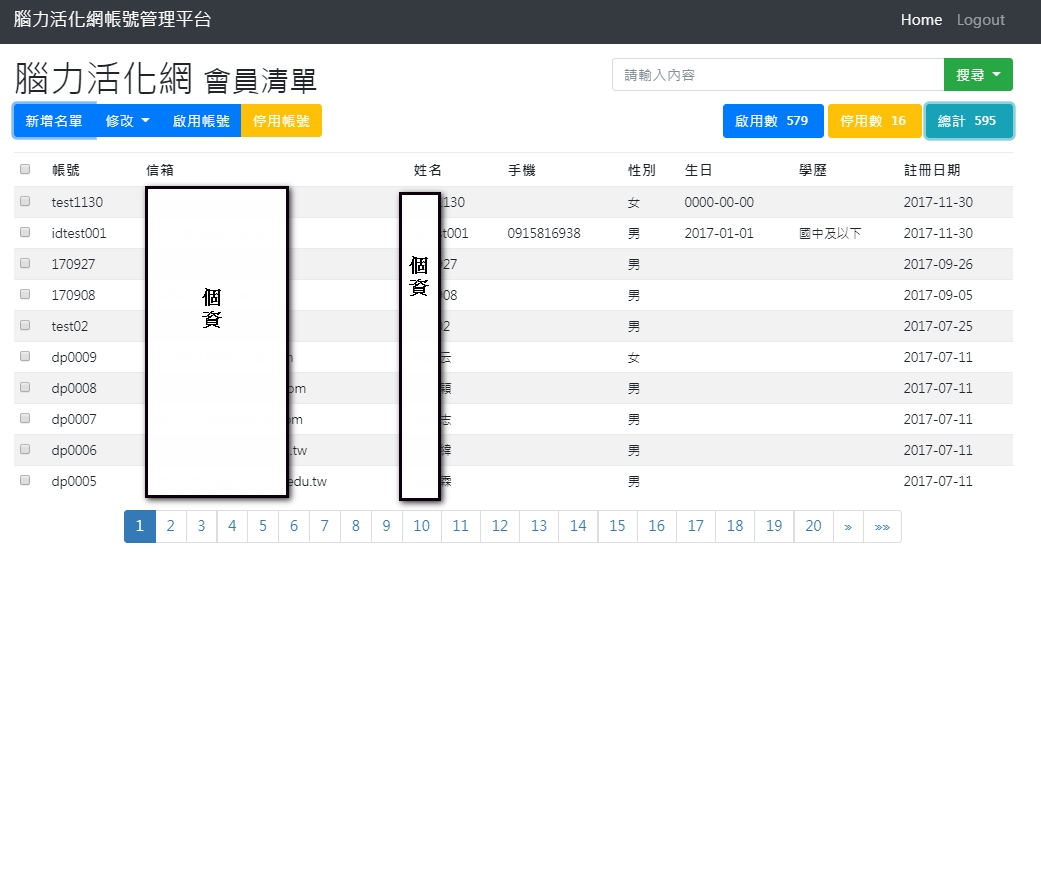 腦力活化網帳號管理平台 Home Logout
腦力活化網 會員清單 請輸入內容 搜尋
新增名單 修改 啟用帳號 停用帳號 啟用數 579 停用數 16 總計 595
帳號 信箱 姓名 手機 性別 生日 學歷 註冊日期
test1130 130 女 0000-00-00 2017-11-30
idtest001 t001 0915816938 男 2017-01-01 國中及以下 2017-11-30
170927 27 男 2017-09-26
170908 08 男 2017-09-05
test02 2 男 2017-07-25
dp0009 云 女 2017-07-11
dp0008 om 穎 男 2017-07-11
dp0007 m 志 男 2017-07-11
dp0006 .tw 男 2017-07-11
dp0005 edu.tw 霖 男 2017-07-11
個資
個資
1 2 3 4 5 6 7 8 9 10 11 12 13 14 15 16 17 18 19 20 » »»